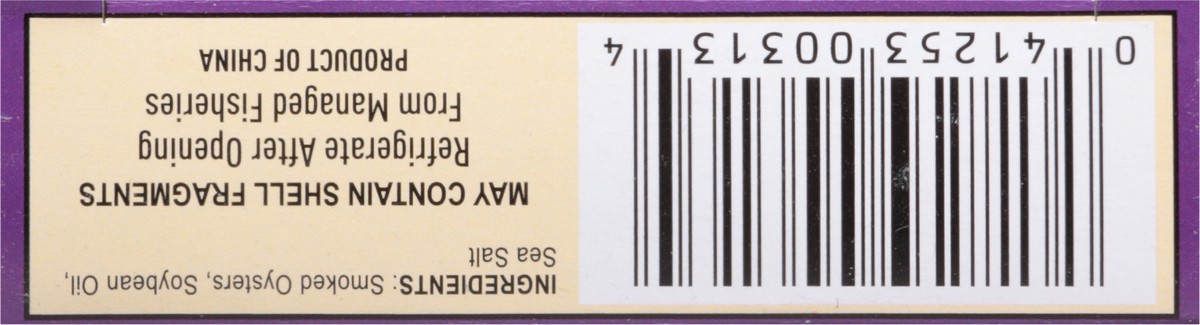 INGREDIENTS: Smoked Oysters, Soybean Oil,
Sea Salt
MAY CONTAIN SHELL FRAGMENTS
Refrigerate After Opening
From Managed Fisheries
PRODUCT OF CHINA
0 41253 00313 4